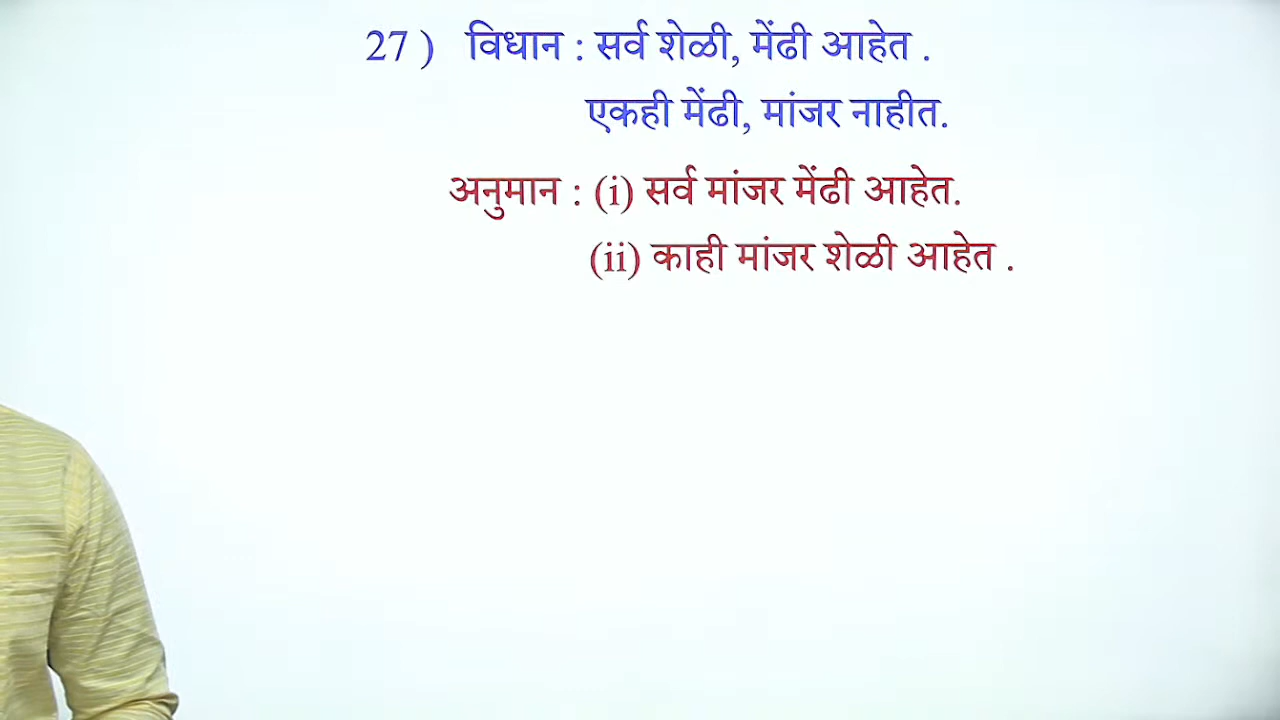 27 ) विधान : सर्व शेळी, मेंढी आहेत .
एकही मेंढी, मांजर नाहीत.
अनुमान : (i) सर्व मांजर मेंढी आहेत.
(ii) काही मांजर शेळी आहेत .